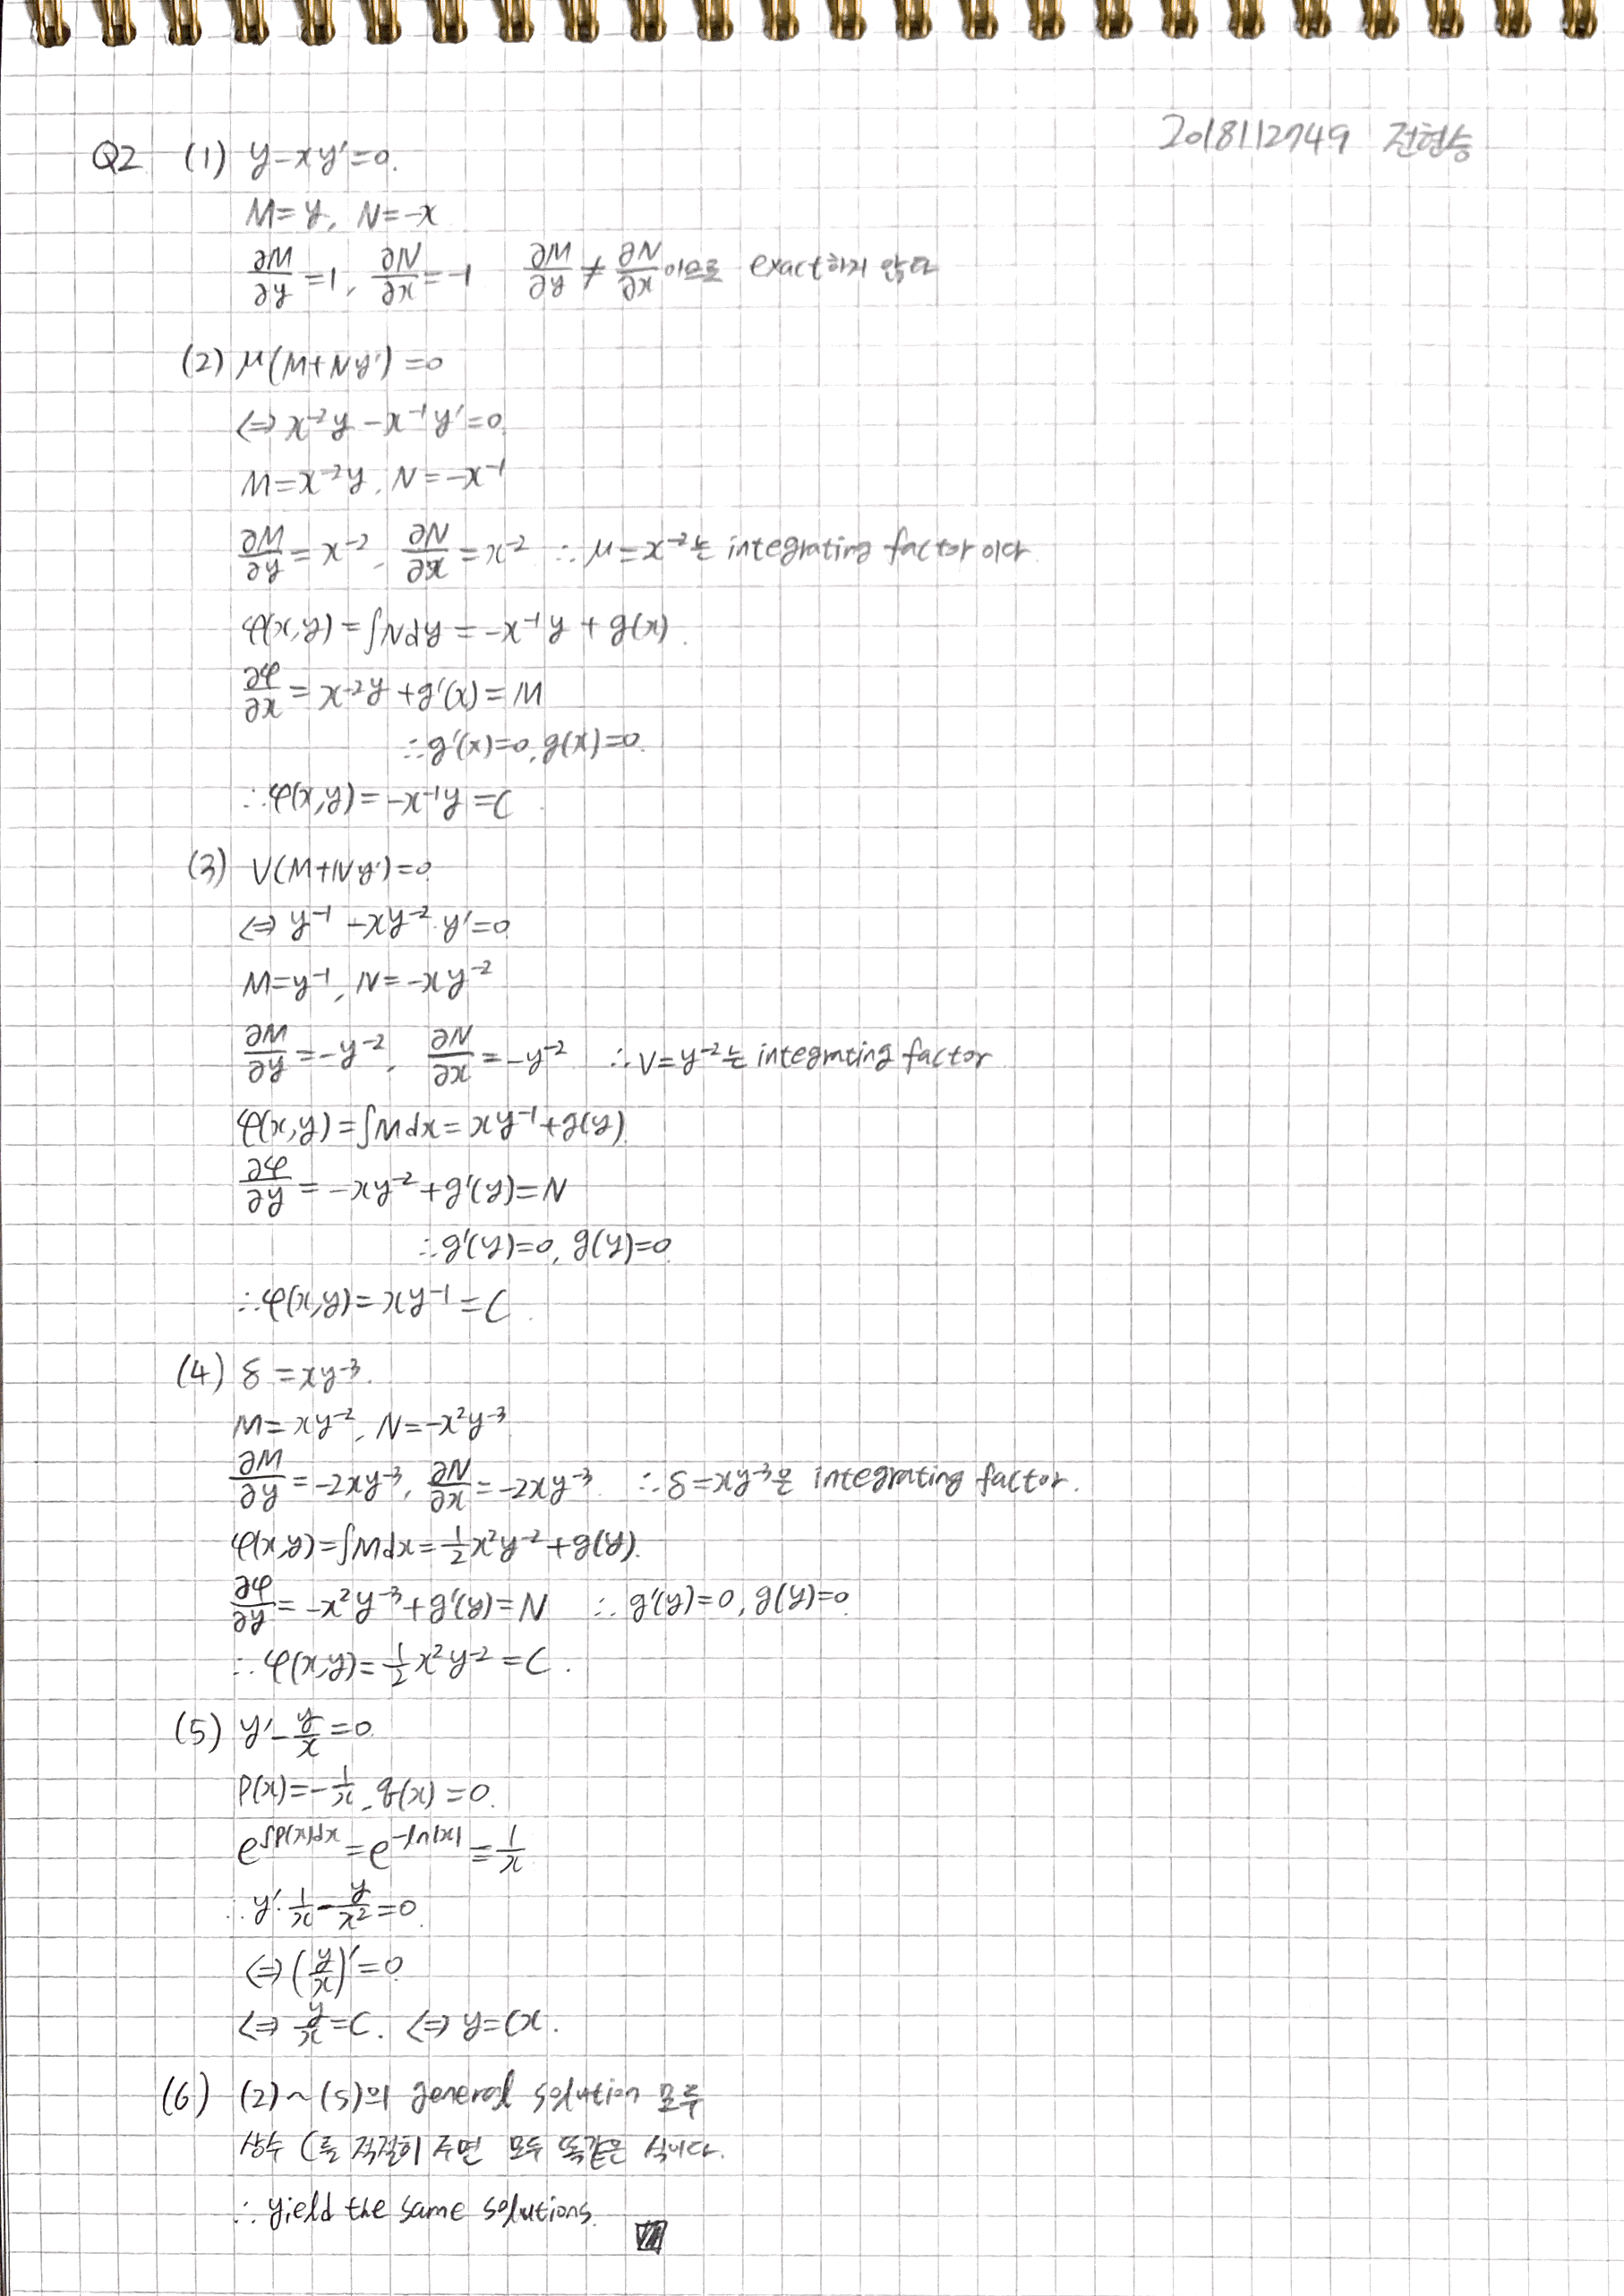 2018112749 전현승
Q2 (1) y-xy'=0.
M=y, N=-x
∂M/∂y=1, ∂N/∂x=-1 ∂M/∂y≠∂N/∂x이므로 exact하지 않다
(2) μ(M+Ny')=0
⇔ x⁻²y-x⁻¹y'=0.
M=x⁻²y, N=-x⁻¹
∂M/∂y=x⁻², ∂N/∂x=x⁻² ∴ μ=x⁻²는 integrating factor이다.
φ(x,y)=∫Ndy=-x⁻¹y+g(x).
∂φ/∂x=x⁻²y+g'(x)=M
∴g'(x)=0, g(x)=0.
∴φ(x,y)=-x⁻¹y=C.
(3) V(M+Ny')=0
⇔ y⁻¹-xy⁻²·y'=0
M=y⁻¹, N=-xy⁻²
∂M/∂y=-y⁻², ∂N/∂x=-y⁻² ∴V=y⁻²는 integrating factor
φ(x,y)=∫Mdx=xy⁻¹+g(y).
∂φ/∂y=-xy⁻²+g'(y)=N
∴g'(y)=0, g(y)=0
∴φ(x,y)=xy⁻¹=C.
(4) δ=xy⁻³.
M=xy⁻², N=-x²y⁻³.
∂M/∂y=-2xy⁻³, ∂N/∂x=-2xy⁻³. ∴δ=xy⁻³은 integrating factor.
φ(x,y)=∫Mdx=1/2x²y⁻²+g(y).
∂φ/∂y=-x²y⁻³+g'(y)=N ∴ g'(y)=0, g(y)=0.
∴φ(x,y)=1/2x²y⁻²=C.
(5) y'-y/x=0.
P(x)=-1/x, q(x)=0.
e^∫P(x)dx=e^-ln|x|=1/x
∴y'·1/x-y/x²=0.
⇔(y/x)'=0
⇔y/x=C. ⇔ y=Cx.
(6) (2)~(5)의 general solution 모두
상수 C를 적절히 주면 모두 똑같은 식이다.
∴ yield the same solutions.